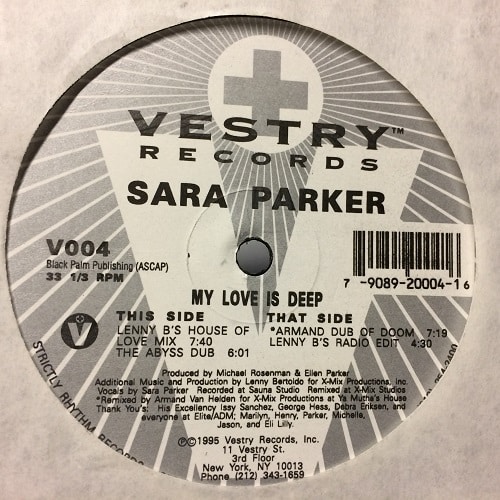 VESTRY™
RECORDS
SARA PARKER
V004
Black Palm Publishing (ASCAP)
33 1/3 RPM
7 -9089-20004-1 6
MY LOVE IS DEEP
THIS SIDE
LENNY B'S HOUSE OF
LOVE MIX 7:40
THE ABYSS DUB 6:01
THAT SIDE
*ARMAND DUB OF DOOM 7:19
LENNY B'S RADIO EDIT 4:30
V
Produced by Michael Rosenman & Ellen Parker
Additional Music and Production by Lenny Bertoldo for X-Mix Productions, Inc.
Vocals by Sara Parker Recorded at Sauna Studio Remixed at X-Mix Studios
*Remixed by Armand Van Helden for X-Mix Productions at Ya Mutha's House
Thank You's: His Excellency Issy Sanchez, George Hess, Debra Eriksen, and
everyone at Elite/ADM; Marilyn, Henry, Parker, Michelle,
Jason, and Eli Lilly.
©1995 Vestry Records, Inc.
11 Vestry St.
3rd Floor
New York, NY 10013
Phone (212) 343-1659
STRICTLY RHYTHM RECORDS